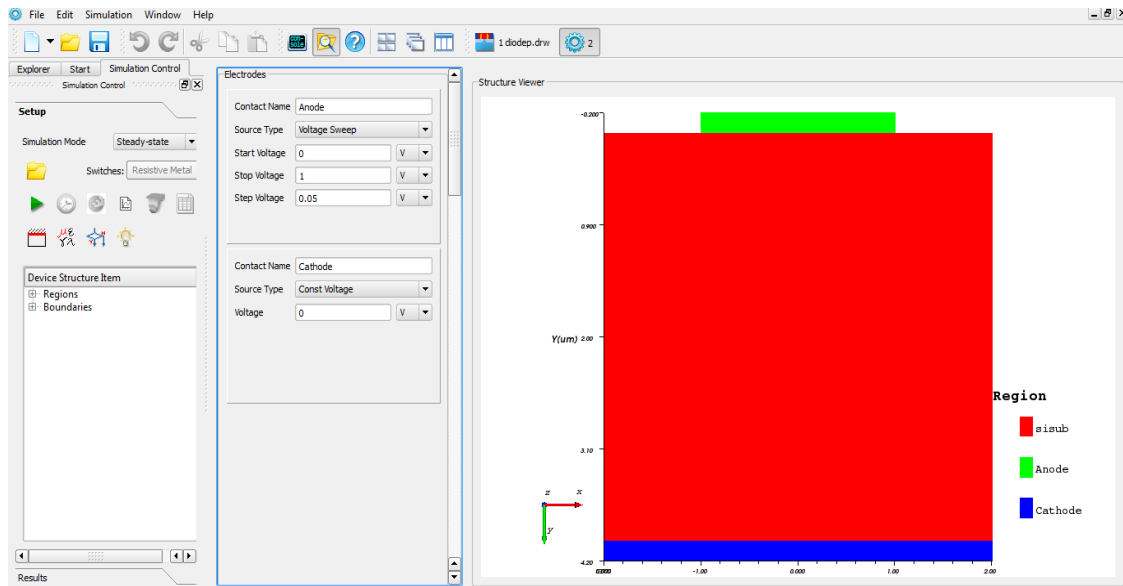 File Edit Simulation Window Help
1 diodep.drw
2
Explorer Start Simulation Control
Simulation Control
Setup
Simulation Mode Steady-state
Switches: Resistive Metal
Device Structure Item
Regions
Boundaries
Results
Electrodes
Contact Name Anode
Source Type Voltage Sweep
Start Voltage 0 V
Stop Voltage 1 V
Step Voltage 0.05 V
Contact Name Cathode
Source Type Const Voltage
Voltage 0 V
Structure Viewer
-0.200
0.900
Y(um) 2.00
3.10
4.20
-1.00 0.000 1.00 2.00
z x
y
Region
sisub
Anode
Cathode